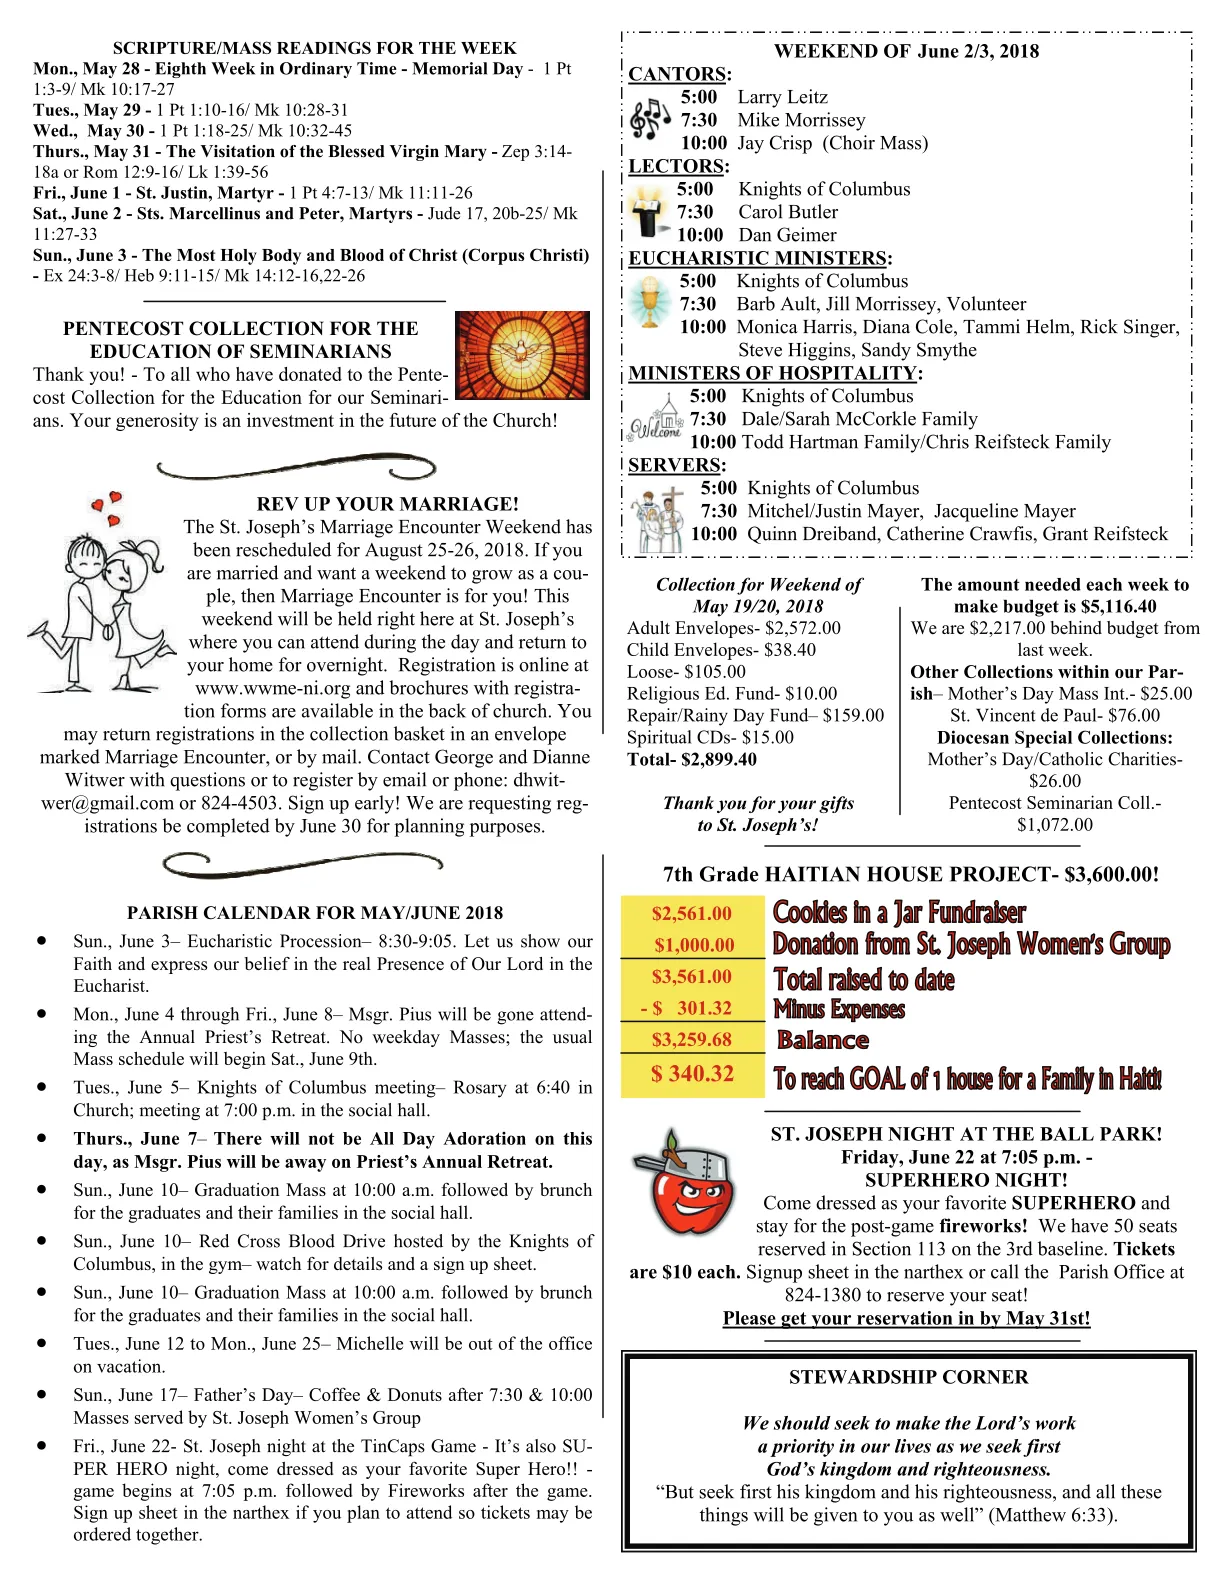 SCRIPTURE/MASS READINGS FOR THE WEEK
Mon., May 28 - Eighth Week in Ordinary Time - Memorial Day - 1 Pt
1:3-9/ Mk 10:17-27
Tues., May 29 - 1 Pt 1:10-16/ Mk 10:28-31
Wed., May 30 - 1 Pt 1:18-25/ Mk 10:32-45
Thurs., May 31 - The Visitation of the Blessed Virgin Mary - Zep 3:14-
18a or Rom 12:9-16/ Lk 1:39-56
Fri., June 1 - St. Justin, Martyr - 1 Pt 4:7-13/ Mk 11:11-26
Sat., June 2 - Sts. Marcellinus and Peter, Martyrs - Jude 17, 20b-25/ Mk
11:27-33
Sun., June 3 - The Most Holy Body and Blood of Christ (Corpus Christi)
- Ex 24:3-8/ Heb 9:11-15/ Mk 14:12-16,22-26
PENTECOST COLLECTION FOR THE
EDUCATION OF SEMINARIANS
Thank you! - To all who have donated to the Pente-
cost Collection for the Education for our Seminari-
ans. Your generosity is an investment in the future of the Church!
REV UP YOUR MARRIAGE!
The St. Joseph's Marriage Encounter Weekend has
been rescheduled for August 25-26, 2018. If you
are married and want a weekend to grow as a cou-
ple, then Marriage Encounter is for you! This
weekend will be held right here at St. Joseph's
where you can attend during the day and return to
your home for overnight. Registration is online at
www.wwme-ni.org and brochures with registra-
tion forms are available in the back of church. You
may return registrations in the collection basket in an envelope
marked Marriage Encounter, or by mail. Contact George and Dianne
Witwer with questions or to register by email or phone: dhwit-
wer@gmail.com or 824-4503. Sign up early! We are requesting reg-
istrations be completed by June 30 for planning purposes.
PARISH CALENDAR FOR MAY/JUNE 2018
● Sun., June 3– Eucharistic Procession– 8:30-9:05. Let us show our
Faith and express our belief in the real Presence of Our Lord in the
Eucharist.
● Mon., June 4 through Fri., June 8– Msgr. Pius will be gone attend-
ing the Annual Priest's Retreat. No weekday Masses; the usual
Mass schedule will begin Sat., June 9th.
● Tues., June 5– Knights of Columbus meeting– Rosary at 6:40 in
Church; meeting at 7:00 p.m. in the social hall.
● Thurs., June 7– There will not be All Day Adoration on this
day, as Msgr. Pius will be away on Priest's Annual Retreat.
● Sun., June 10– Graduation Mass at 10:00 a.m. followed by brunch
for the graduates and their families in the social hall.
● Sun., June 10– Red Cross Blood Drive hosted by the Knights of
Columbus, in the gym– watch for details and a sign up sheet.
● Sun., June 10– Graduation Mass at 10:00 a.m. followed by brunch
for the graduates and their families in the social hall.
● Tues., June 12 to Mon., June 25– Michelle will be out of the office
on vacation.
● Sun., June 17– Father's Day– Coffee & Donuts after 7:30 & 10:00
Masses served by St. Joseph Women's Group
● Fri., June 22- St. Joseph night at the TinCaps Game - It's also SU-
PER HERO night, come dressed as your favorite Super Hero!! -
game begins at 7:05 p.m. followed by Fireworks after the game.
Sign up sheet in the narthex if you plan to attend so tickets may be
ordered together.
WEEKEND OF June 2/3, 2018
CANTORS:
5:00 Larry Leitz
7:30 Mike Morrissey
10:00 Jay Crisp (Choir Mass)
LECTORS:
5:00 Knights of Columbus
7:30 Carol Butler
10:00 Dan Geimer
EUCHARISTIC MINISTERS:
5:00 Knights of Columbus
7:30 Barb Ault, Jill Morrissey, Volunteer
10:00 Monica Harris, Diana Cole, Tammi Helm, Rick Singer,
Steve Higgins, Sandy Smythe
MINISTERS OF HOSPITALITY:
5:00 Knights of Columbus
Welcome
7:30 Dale/Sarah McCorkle Family
10:00 Todd Hartman Family/Chris Reifsteck Family
SERVERS:
5:00 Knights of Columbus
7:30 Mitchel/Justin Mayer, Jacqueline Mayer
10:00 Quinn Dreiband, Catherine Crawfis, Grant Reifsteck
Collection for Weekend of
May 19/20, 2018
Adult Envelopes- $2,572.00
Child Envelopes- $38.40
Loose- $105.00
Religious Ed. Fund- $10.00
Repair/Rainy Day Fund– $159.00
Spiritual CDs- $15.00
Total- $2,899.40
Thank you for your gifts
to St. Joseph's!
The amount needed each week to
make budget is $5,116.40
We are $2,217.00 behind budget from
last week.
Other Collections within our Par-
ish– Mother's Day Mass Int.- $25.00
St. Vincent de Paul- $76.00
Diocesan Special Collections:
Mother's Day/Catholic Charities-
$26.00
Pentecost Seminarian Coll.-
$1,072.00
7th Grade HAITIAN HOUSE PROJECT- $3,600.00!
$2,561.00 Cookies in a Jar Fundraiser
$1,000.00 Donation from St. Joseph Women's Group
$3,561.00 Total raised to date
- $ 301.32 Minus Expenses
$3,259.68 Balance
$ 340.32 To reach GOAL of 1 house for a Family in Haiti!
ST. JOSEPH NIGHT AT THE BALL PARK!
Friday, June 22 at 7:05 p.m. -
SUPERHERO NIGHT!
Come dressed as your favorite SUPERHERO and
stay for the post-game fireworks! We have 50 seats
reserved in Section 113 on the 3rd baseline. Tickets
are $10 each. Signup sheet in the narthex or call the Parish Office at
824-1380 to reserve your seat!
Please get your reservation in by May 31st!
STEWARDSHIP CORNER
We should seek to make the Lord's work
a priority in our lives as we seek first
God's kingdom and righteousness.
“But seek first his kingdom and his righteousness, and all these
things will be given to you as well” (Matthew 6:33).